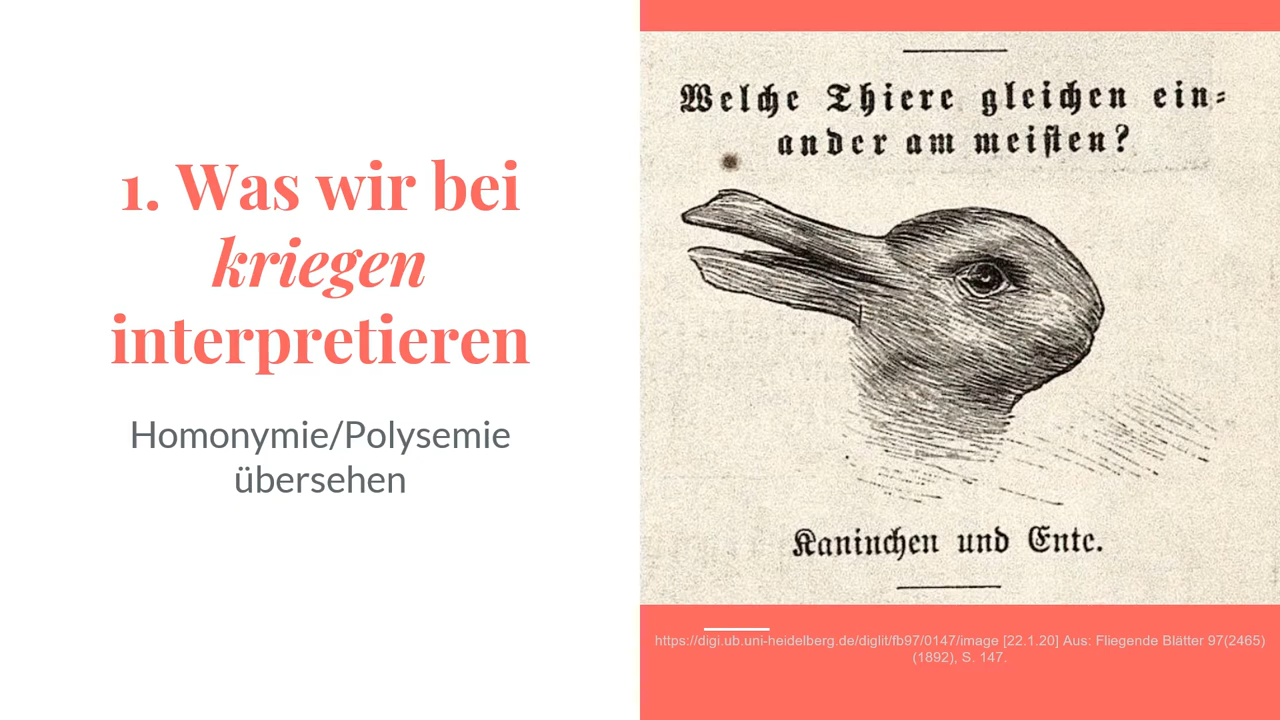 1. Was wir bei
kriegen
interpretieren
Homonymie/Polysemie
übersehen
Welche Thiere gleichen ein=
ander am meisten?
Kaninchen und Ente.
https://digi.ub.uni-heidelberg.de/diglit/fb97/0147/image [22.1.20] Aus: Fliegende Blätter 97(2465)
(1892), S. 147.